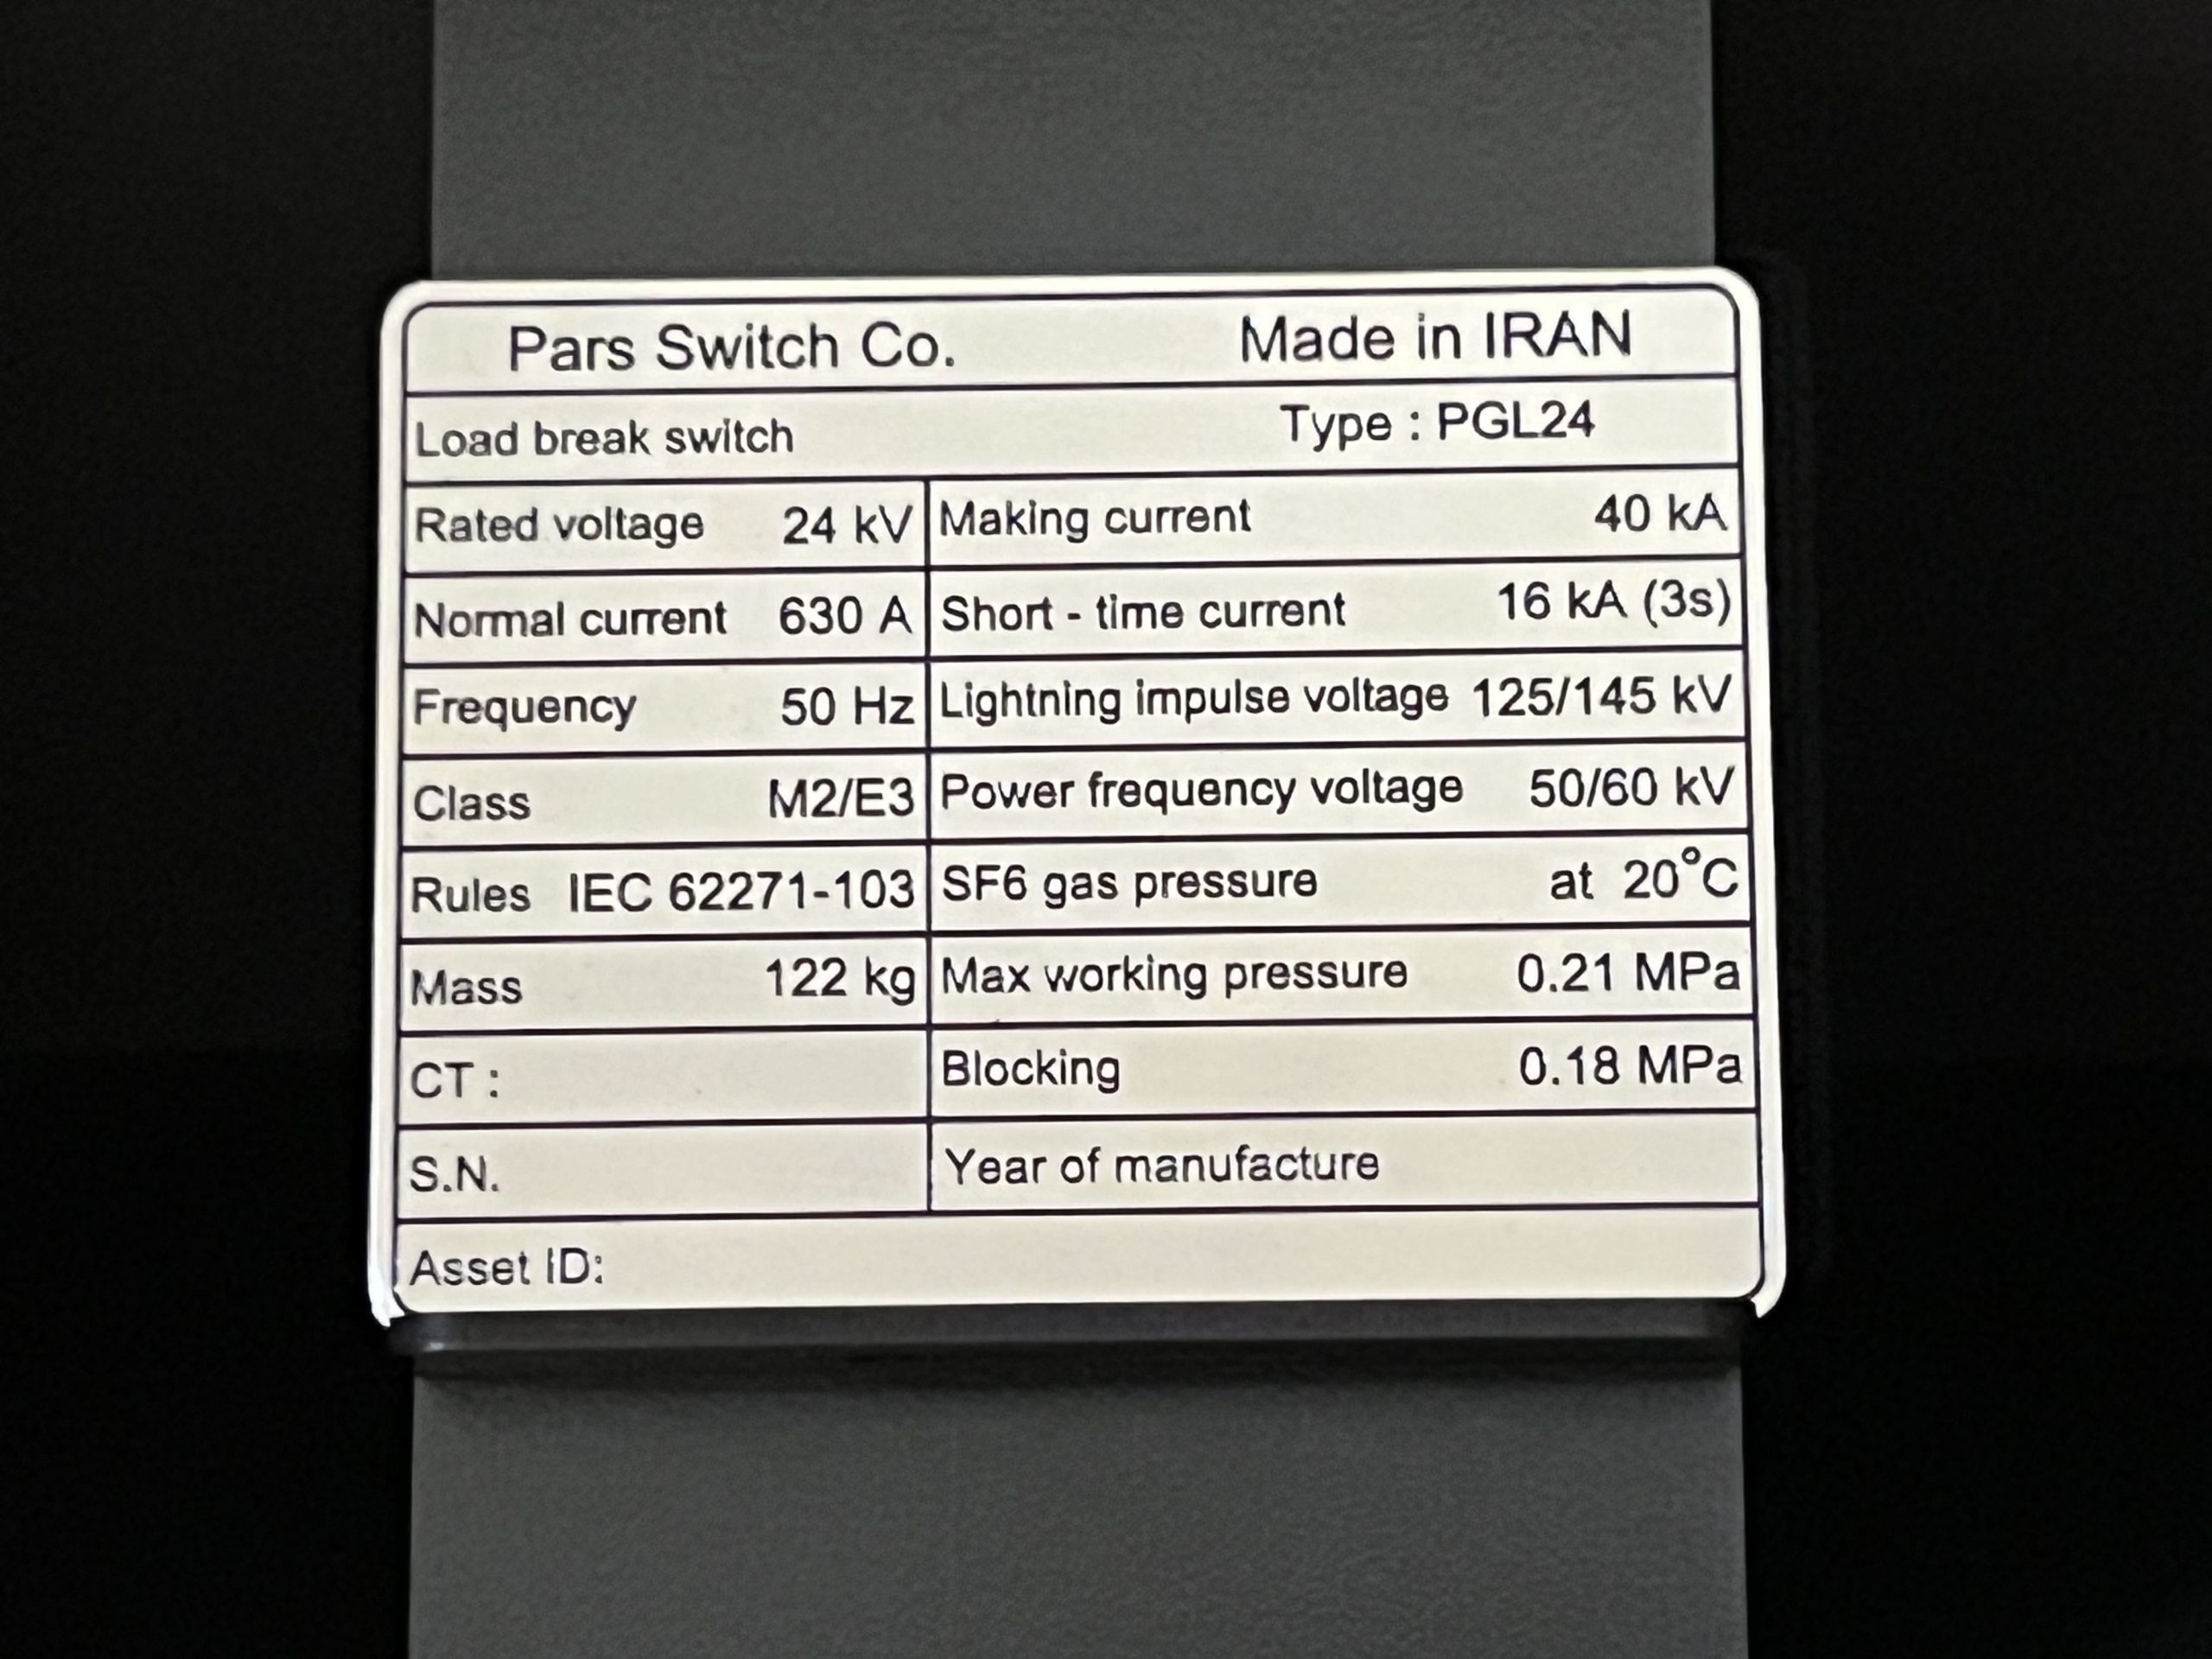 Pars Switch Co. Made in IRAN
Load break switch Type : PGL24
Rated voltage 24 kV Making current 40 kA
Normal current 630 A Short - time current 16 kA (3s)
Frequency 50 Hz Lightning impulse voltage 125/145 kV
Class M2/E3 Power frequency voltage 50/60 kV
Rules IEC 62271-103 SF6 gas pressure at 20°C
Mass 122 kg Max working pressure 0.21 MPa
CT : Blocking 0.18 MPa
S.N. Year of manufacture
Asset ID: